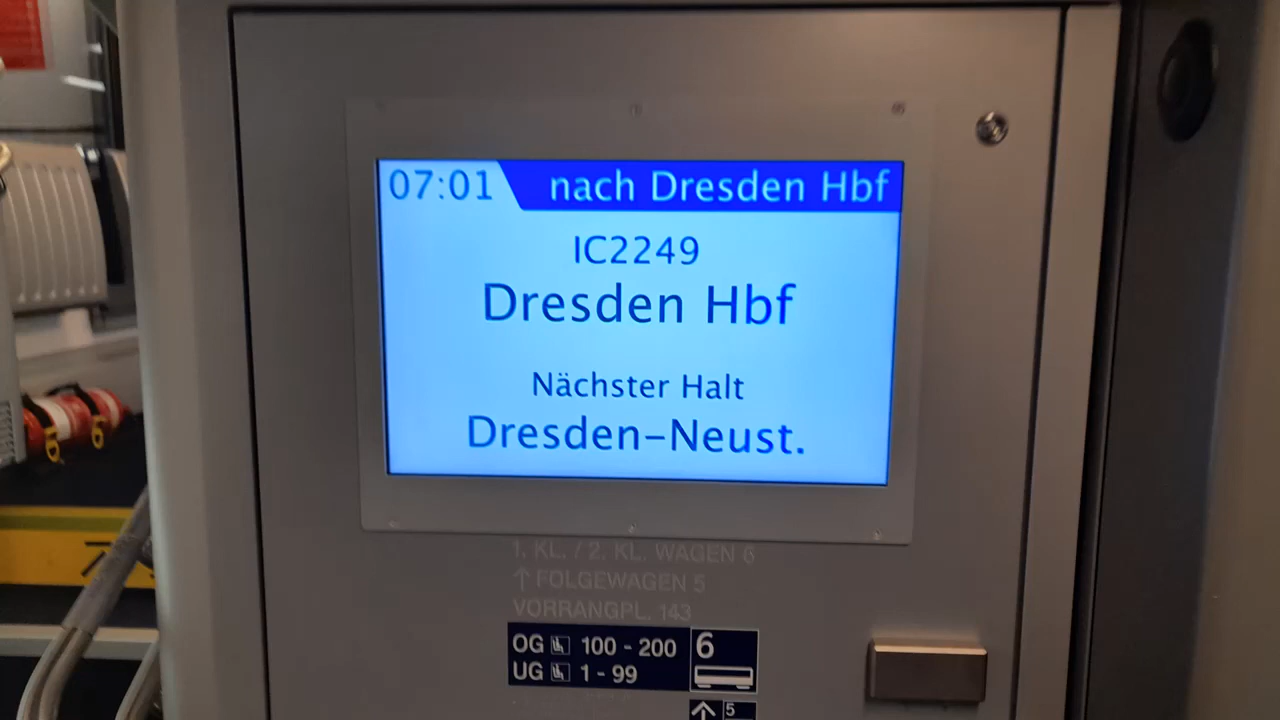 07:01 nach Dresden Hbf
IC2249
Dresden Hbf
Nächster Halt
Dresden-Neust.
1. KL. / 2. KL. WAGEN 6
↑ FOLGEWAGEN 5
VORRANGPL. 143
OG 100 - 200 6
UG 1 - 99
↑ 5